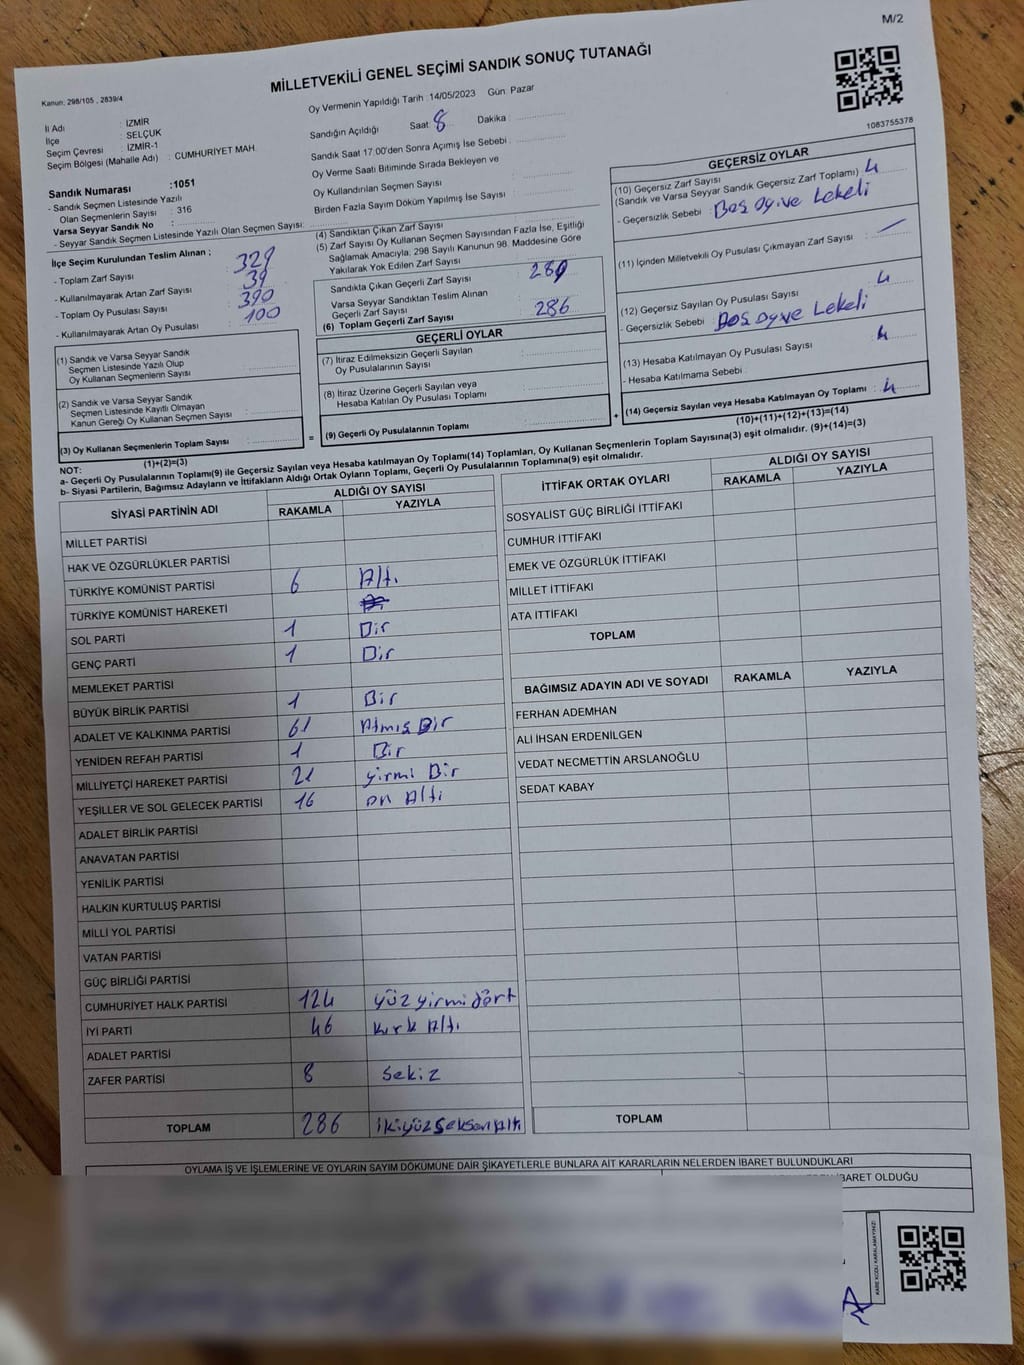 M/2
MİLLETVEKİLİ GENEL SEÇİMİ SANDIK SONUÇ TUTANAĞI
Kanun, 298/105 , 2839/4
1083755378
İl Adı : İZMİR
İlçe : SELÇUK
Seçim Çevresi : İZMİR-1
Seçim Bölgesi (Mahalle Adı) : CUMHURİYET MAH.
Sandık Numarası :1051
- Sandık Seçmen Listesinde Yazılı
Olan Seçmenlerin Sayısı : 316
Varsa Seyyar Sandık No :
- Seyyar Sandık Seçmen Listesinde Yazılı Olan Seçmen Sayısı:
Oy Vermenin Yapıldığı Tarih :14/05/2023 Gün: Pazar
Sandığın Açıldığı Saat: 8 Dakika :
Sandık Saat 17:00'den Sonra Açılmış İse Sebebi :
Oy Verme Saati Bitiminde Sırada Bekleyen ve
Oy Kullandırılan Seçmen Sayısı :
Birden Fazla Sayım Döküm Yapılmış İse Sayısı :
İlçe Seçim Kurulundan Teslim Alınan ;
- Toplam Zarf Sayısı : 329
- Kullanılmayarak Artan Zarf Sayısı : 39
- Toplam Oy Pusulası Sayısı : 390
- Kullanılmayarak Artan Oy Pusulası : 100
(1) Sandık ve Varsa Seyyar Sandık
Seçmen Listesinde Yazılı Olup
Oy Kullanan Seçmenlerin Sayısı :
(2) Sandık ve Varsa Seyyar Sandık
Seçmen Listesinde Kayıtlı Olmayan
Kanun Gereği Oy Kullanan Seçmen Sayısı :
(3) Oy Kullanan Seçmenlerin Toplam Sayısı :
(1)+(2)=(3)
(4) Sandıktan Çıkan Zarf Sayısı :
(5) Zarf Sayısı Oy Kullanan Seçmen Sayısından Fazla İse, Eşitliği
Sağlamak Amacıyla, 298 Sayılı Kanunun 98. Maddesine Göre
Yakılarak Yok Edilen Zarf Sayısı :
Sandıkta Çıkan Geçerli Zarf Sayısı :
Varsa Seyyar Sandıktan Teslim Alınan
Geçerli Zarf Sayısı :
(6) Toplam Geçerli Zarf Sayısı : 286
GEÇERLİ OYLAR
(7) İtiraz Edilmeksizin Geçerli Sayılan
Oy Pusulalarının Sayısı :
(8) İtiraz Üzerine Geçerli Sayılan veya
Hesaba Katılan Oy Pusulası Toplamı :
= (9) Geçerli Oy Pusulalarının Toplamı :
GEÇERSİZ OYLAR
(10) Geçersiz Zarf Sayısı
(Sandık ve Varsa Seyyar Sandık Geçersiz Zarf Toplamı) : 4
- Geçersizlik Sebebi : Boş oy ve Lekeli
(11) İçinden Milletvekili Oy Pusulası Çıkmayan Zarf Sayısı : —
(12) Geçersiz Sayılan Oy Pusulası Sayısı : 4
- Geçersizlik Sebebi : Boş oy ve Lekeli
(13) Hesaba Katılmayan Oy Pusulası Sayısı : 4
- Hesaba Katılmama Sebebi :
+ (14) Geçersiz Sayılan veya Hesaba Katılmayan Oy Toplamı : 4
(10)+(11)+(12)+(13)=(14)
NOT:
a- Geçerli Oy Pusulaları Toplamı(9) ile Geçersiz Sayılan veya Hesaba katılmayan Oy Toplamı(14) Toplamları, Oy Kullanan Seçmenlerin Toplam Sayısına(3) eşit olmalıdır. (9)+(14)=(3)
b- Siyasi Partilerin, Bağımsız Adayların ve İttifakların Aldığı Ortak Oyların Toplamı, Geçerli Oy Pusulalarının Toplamına(9) eşit olmalıdır.
SİYASİ PARTİNİN ADI ALDIĞI OY SAYISI
RAKAMLA YAZIYLA
MİLLET PARTİSİ
HAK VE ÖZGÜRLÜKLER PARTİSİ
TÜRKİYE KOMÜNİST PARTİSİ 6 Altı
TÜRKİYE KOMÜNİST HAREKETİ
SOL PARTİ 1 Bir
GENÇ PARTİ 1 Bir
MEMLEKET PARTİSİ
BÜYÜK BİRLİK PARTİSİ 1 Bir
ADALET VE KALKINMA PARTİSİ 61 Atmış Bir
YENİDEN REFAH PARTİSİ 1 Bir
MİLLİYETÇİ HAREKET PARTİSİ 21 yirmi Bir
YEŞİLLER VE SOL GELECEK PARTİSİ 16 on Altı
ADALET BİRLİK PARTİSİ
ANAVATAN PARTİSİ
YENİLİK PARTİSİ
HALKIN KURTULUŞ PARTİSİ
MİLLİ YOL PARTİSİ
VATAN PARTİSİ
GÜÇ BİRLİĞİ PARTİSİ
CUMHURİYET HALK PARTİSİ 124 yüz yirmi dört
İYİ PARTİ 46 kırk Altı
ADALET PARTİSİ
ZAFER PARTİSİ 8 Sekiz
TOPLAM 286 ikiyüzseksenAltı
İTTİFAK ORTAK OYLARI ALDIĞI OY SAYISI
RAKAMLA YAZIYLA
SOSYALİST GÜÇ BİRLİĞİ İTTİFAKI
CUMHUR İTTİFAKI
EMEK VE ÖZGÜRLÜK İTTİFAKI
MİLLET İTTİFAKI
ATA İTTİFAKI
TOPLAM
BAĞIMSIZ ADAYIN ADI VE SOYADI RAKAMLA YAZIYLA
FERHAN ADEMHAN
ALİ İHSAN ERDENİLGEN
VEDAT NECMETTİN ARSLANOĞLU
SEDAT KABAY
TOPLAM
OYLAMA İŞ VE İŞLEMLERİNE VE OYLARIN SAYIM DÖKÜMÜNE DAİR ŞİKAYETLERLE BUNLARA AİT KARARLARIN NELERDEN İBARET BULUNDUKLARI
İBARET OLDUĞU
KARE KODU KARALAMAYINIZ!